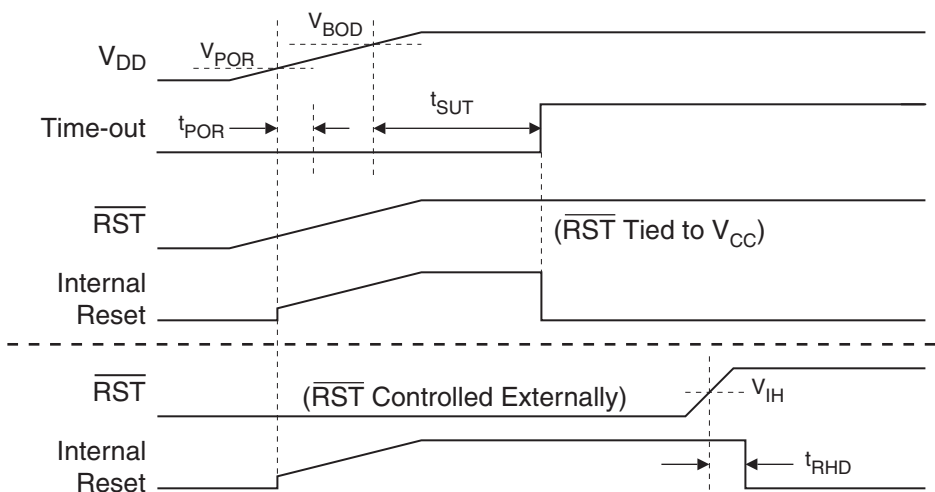 V_BOD
V_DD
V_POR
t_SUT
Time-out
t_POR
RST
(RST Tied to V_CC)
Internal
Reset
RST
(RST Controlled Externally)
V_IH
Internal
Reset
t_RHD